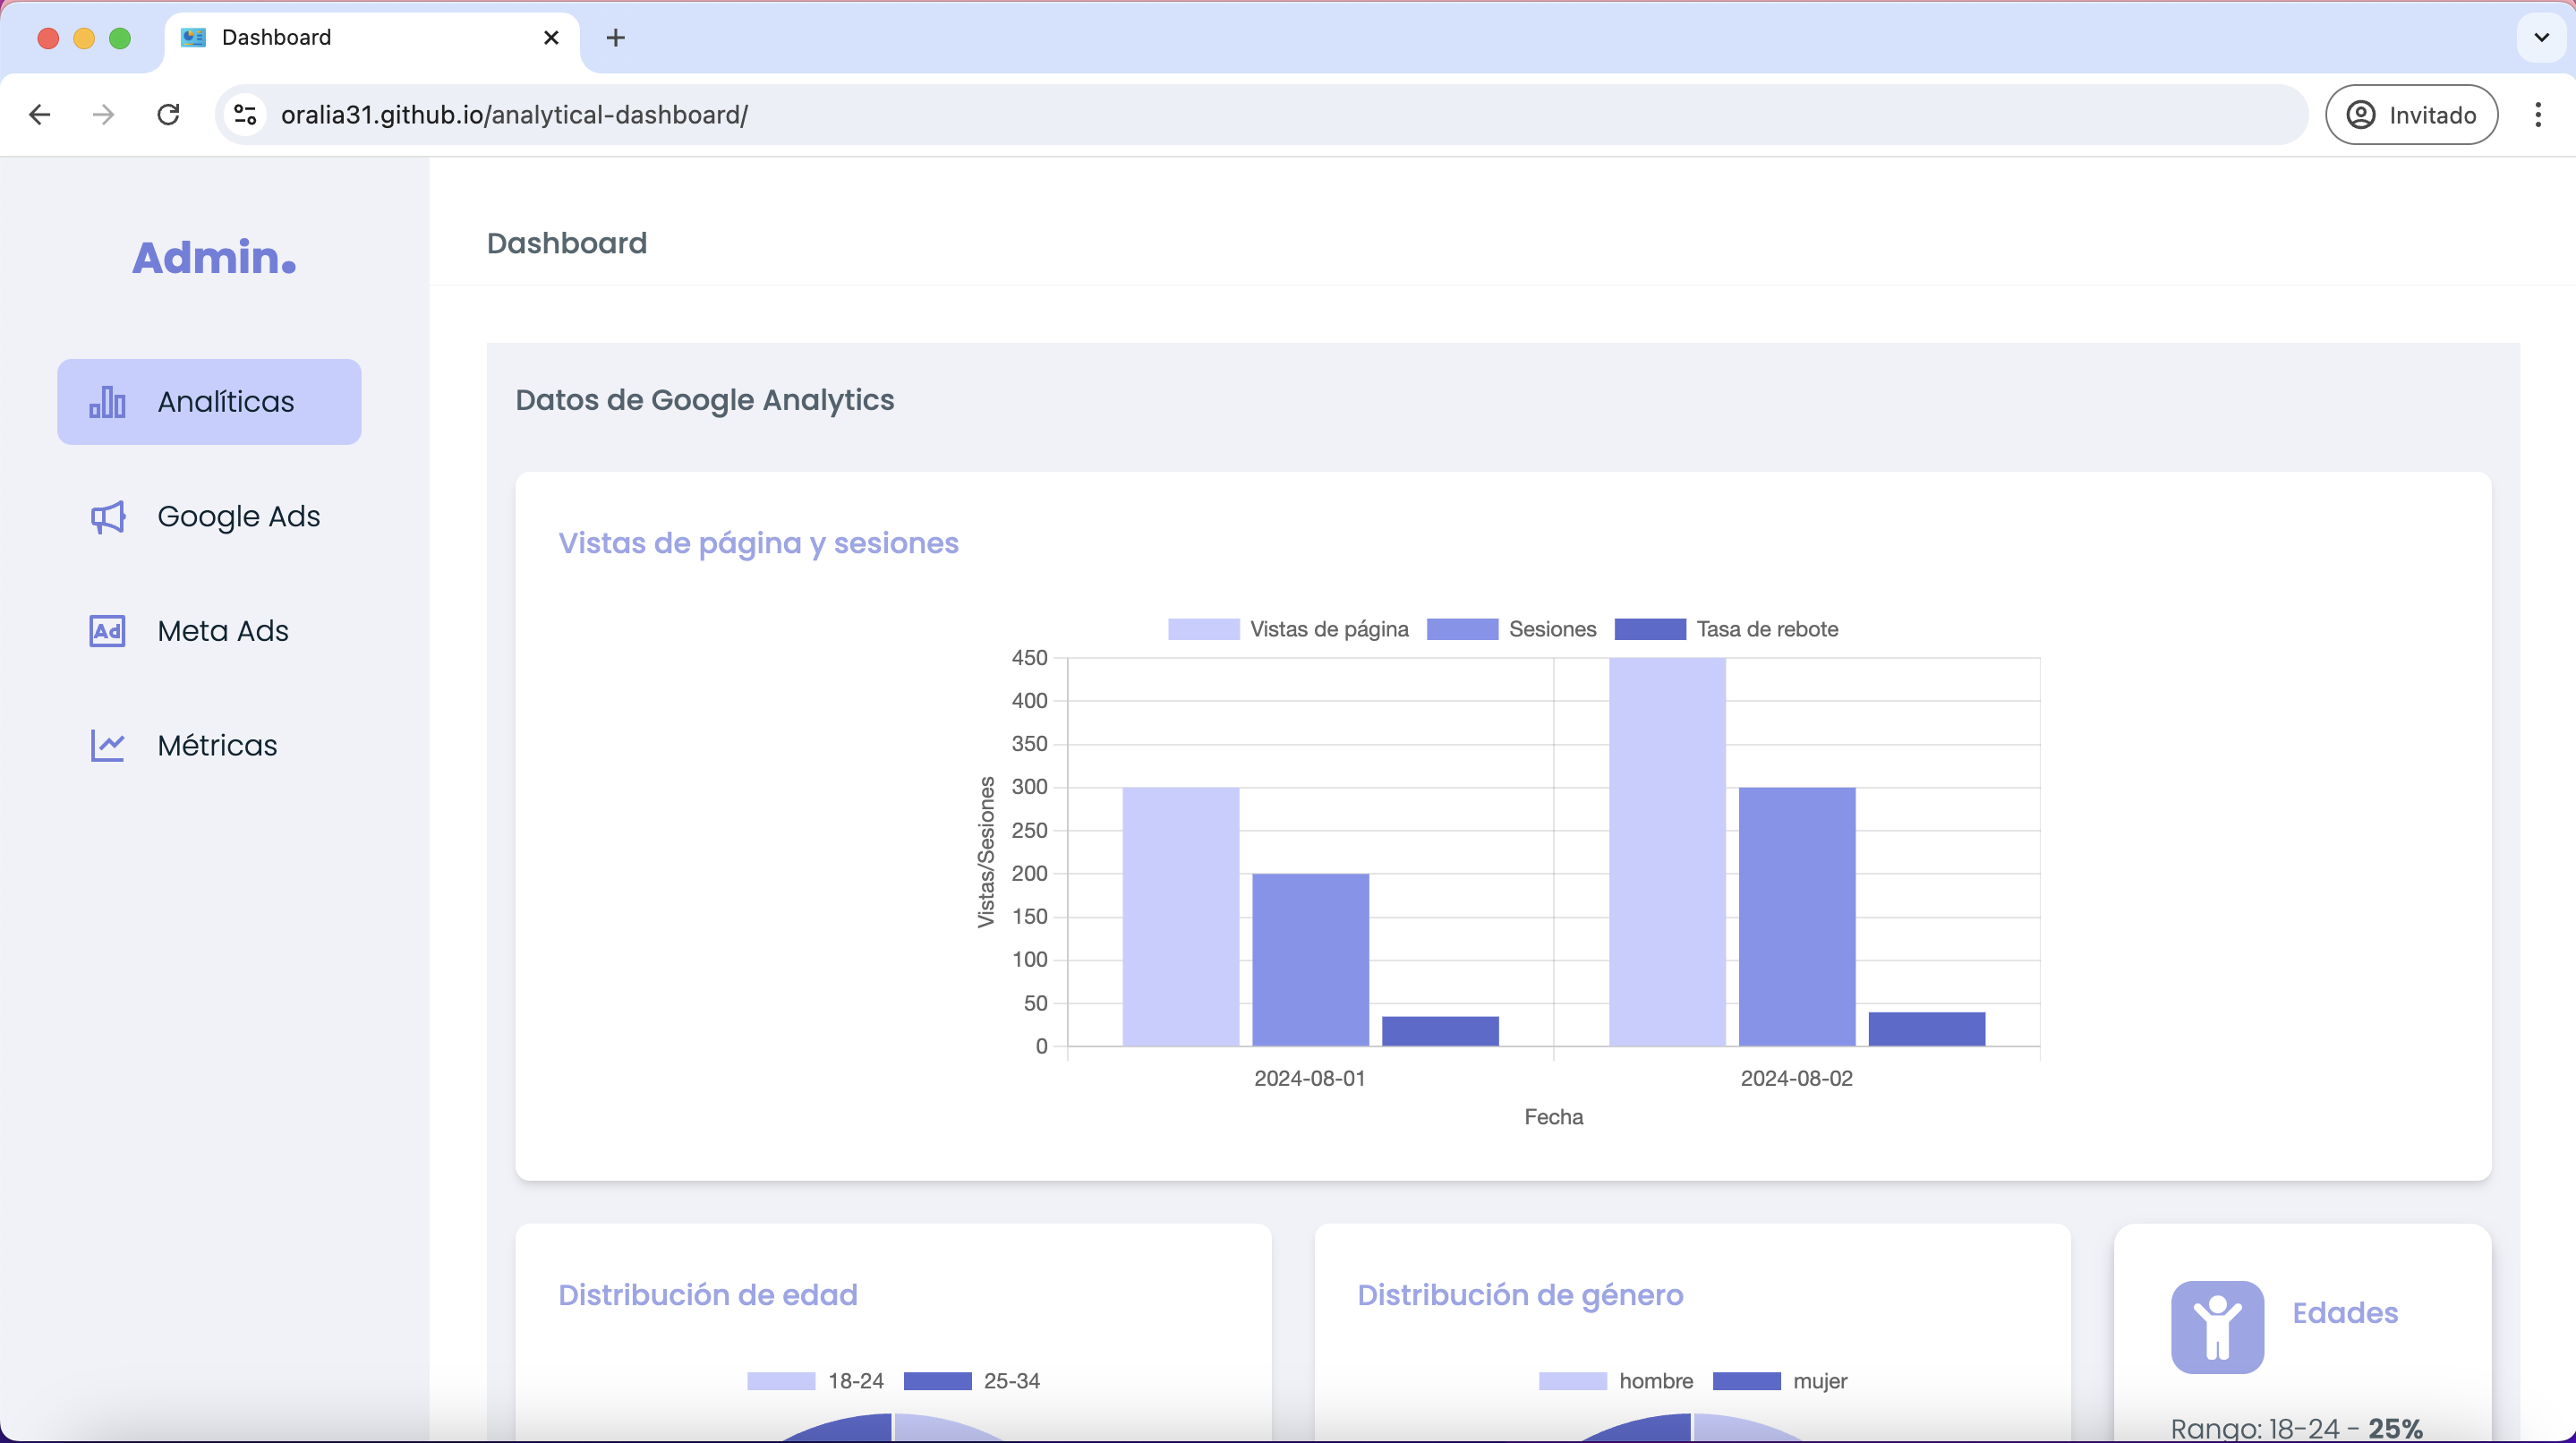 Dashboard
oralia31.github.io/analytical-dashboard/
Invitado
Admin.
Analíticas
Google Ads
Meta Ads
Métricas
Dashboard
Datos de Google Analytics
Vistas de página y sesiones
Vistas de página Sesiones Tasa de rebote
450
400
350
300
250
200
150
100
50
0
Vistas/Sesiones
2024-08-01 2024-08-02
Fecha
Distribución de edad
18-24 25-34
Distribución de género
hombre mujer
Edades
Rango: 18-24 - 25%
Ad